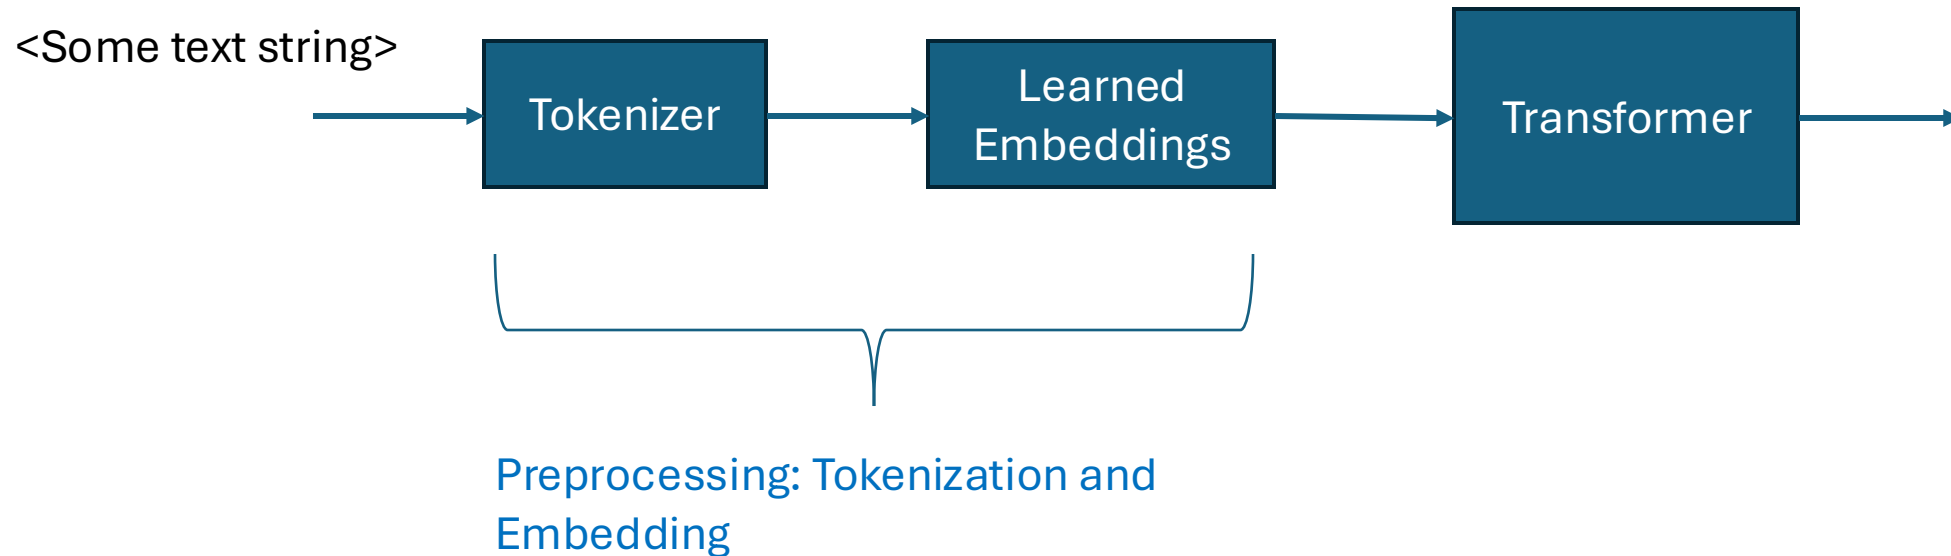 <Some text string>
Tokenizer
Learned
Embeddings
Transformer
Preprocessing: Tokenization and
Embedding